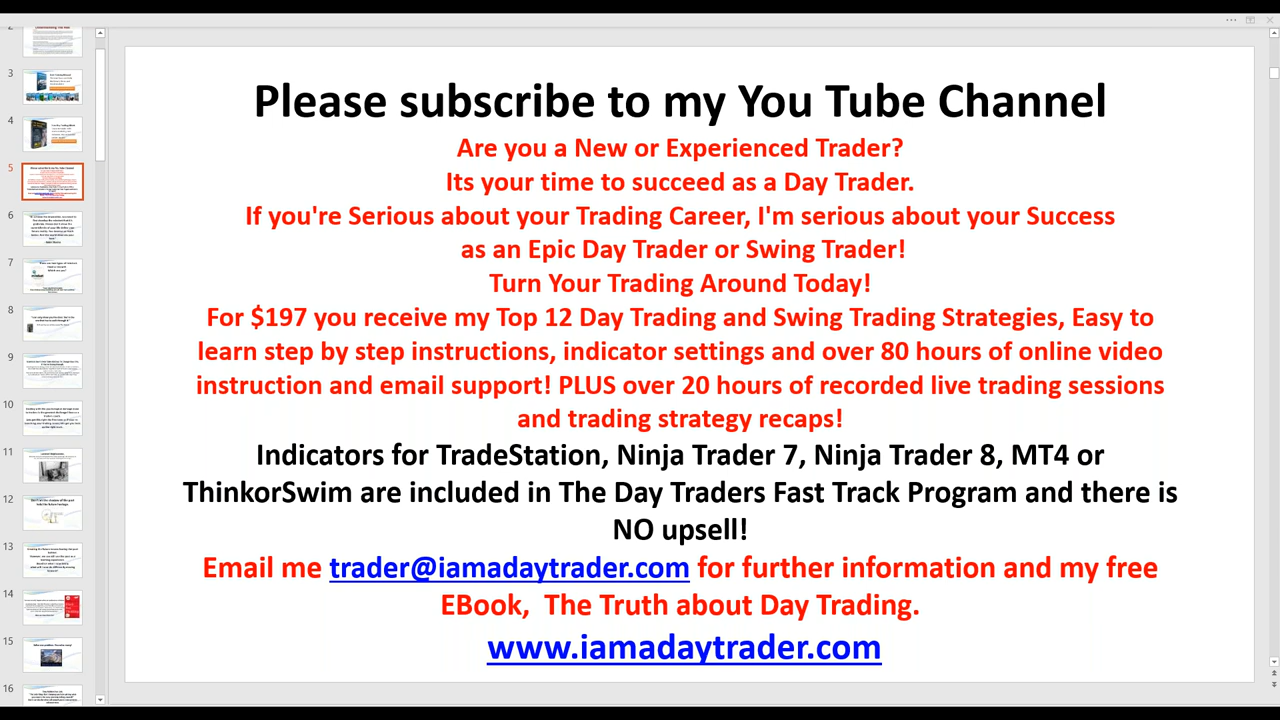 Please subscribe to my You Tube Channel
Are you a New or Experienced Trader?
Its your time to succeed as a Day Trader.
If you're Serious about your Trading Career, I'm serious about your Success
as an Epic Day Trader or Swing Trader!
Turn Your Trading Around Today!
For $197 you receive my Top 12 Day Trading and Swing Trading Strategies, Easy to
learn step by step instructions, indicator settings and over 80 hours of online video
instruction and email support! PLUS over 20 hours of recorded live trading sessions
and trading strategy recaps!
Indicators for TradeStation, Ninja Trader 7, Ninja Trader 8, MT4 or
ThinkorSwim are included in The Day Traders Fast Track Program and there is
NO upsell!
Email me trader@iamadaytrader.com for further information and my free
EBook, The Truth about Day Trading.
www.iamadaytrader.com
3
4
5
6
7
8
9
10
11
12
13
14
15
16